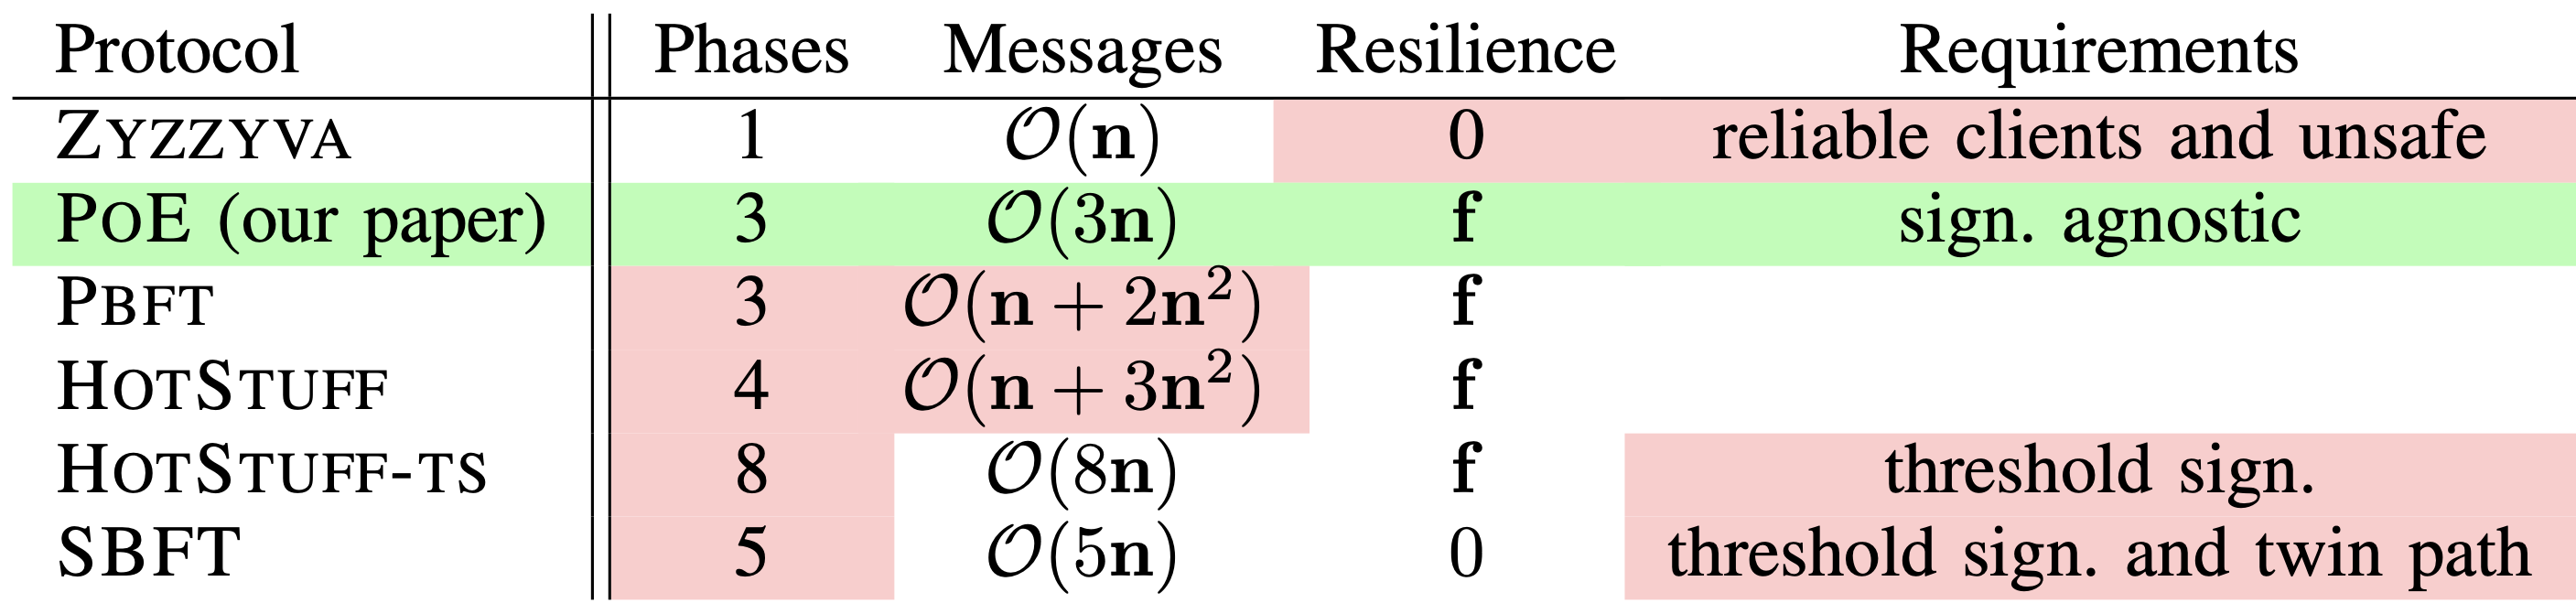 Protocol Phases Messages Resilience Requirements
ZYZZYVA 1 O(n) 0 reliable clients and unsafe
POE (our paper) 3 O(3n) f sign. agnostic
PBFT 3 O(n + 2n²) f
HOTSTUFF 4 O(n + 3n²) f
HOTSTUFF-TS 8 O(8n) f threshold sign.
SBFT 5 O(5n) 0 threshold sign. and twin path